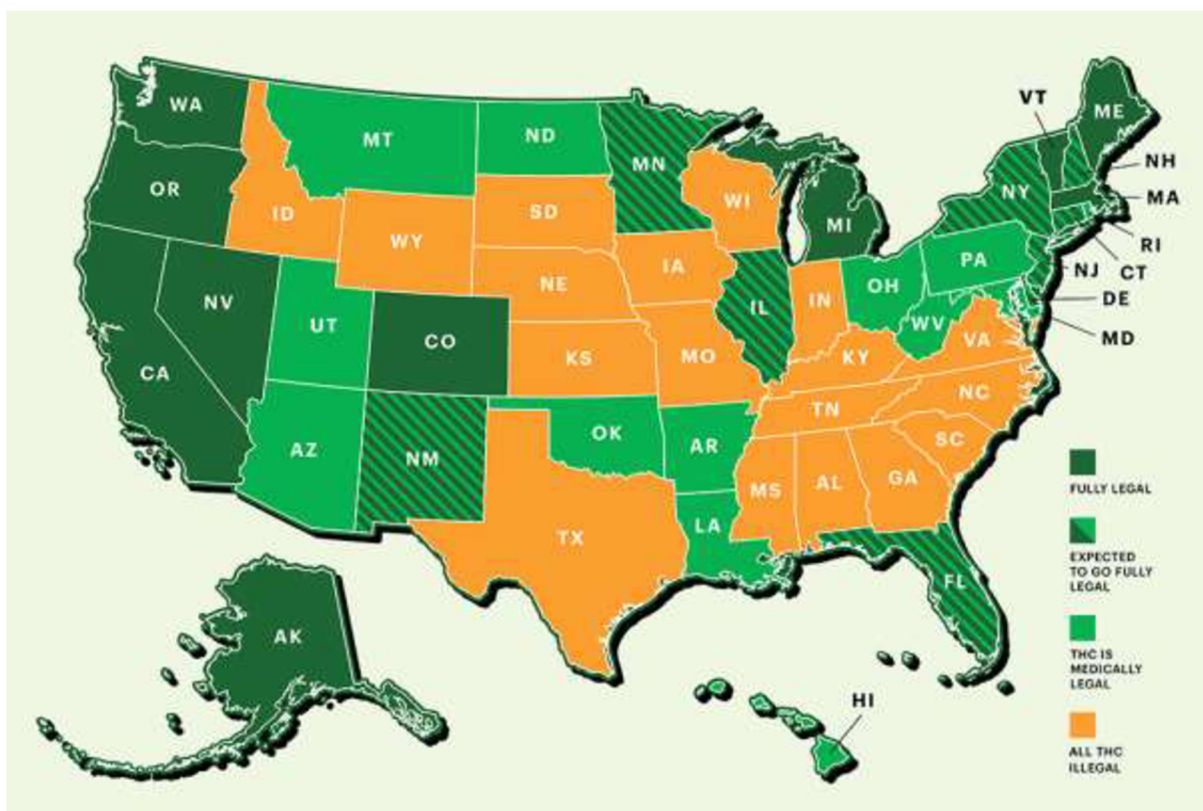 WA
MT
ND
MN
VT
ME
OR
ID
SD
WI
NY
NH
MA
WY
MI
RI
NV
NE
IA
PA
NJ
CT
UT
CO
IL
IN
OH
DE
CA
KS
MO
KY
WV
VA
MD
AZ
NM
OK
AR
TN
NC
SC
MS
AL
GA
TX
LA
FL
AK
HI
FULLY LEGAL
EXPECTED
TO GO FULLY
LEGAL
THC IS
MEDICALLY
LEGAL
ALL THC
ILLEGAL